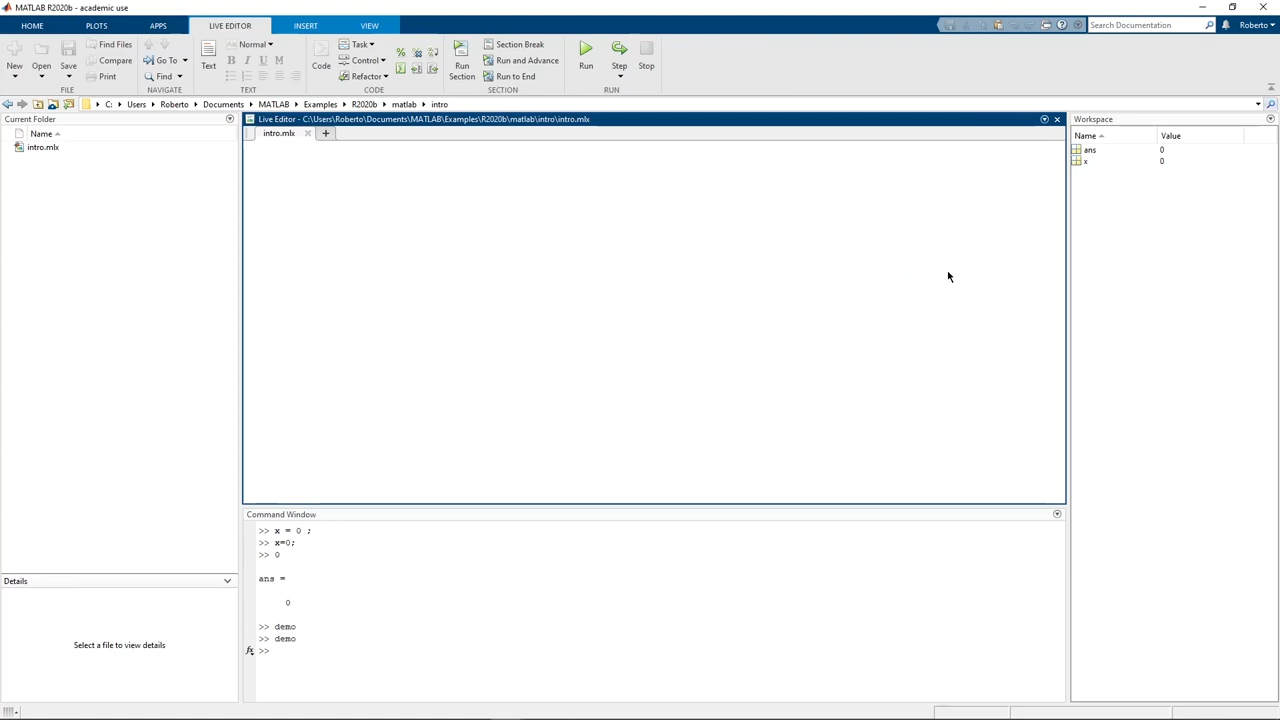 MATLAB R2020b - academic use
HOME PLOTS APPS LIVE EDITOR INSERT VIEW Search Documentation Roberto
New Open Save Find Files Compare Print
FILE
Go To Find
NAVIGATE
Text Normal B I U M
TEXT
Code Task Control Refactor
CODE
Run Section Section Break Run and Advance Run to End
SECTION
Run Step Stop
RUN
C: Users Roberto Documents MATLAB Examples R2020b matlab intro
Current Folder
Name
intro.mlx
Details
Select a file to view details
Live Editor - C:\Users\Roberto\Documents\MATLAB\Examples\R2020b\matlab\intro\intro.mlx
intro.mlx
Command Window
>> x = 0 ;
>> x=0;
>> 0
ans =
0
>> demo
>> demo
fx >>
Workspace
Name Value
ans 0
x 0